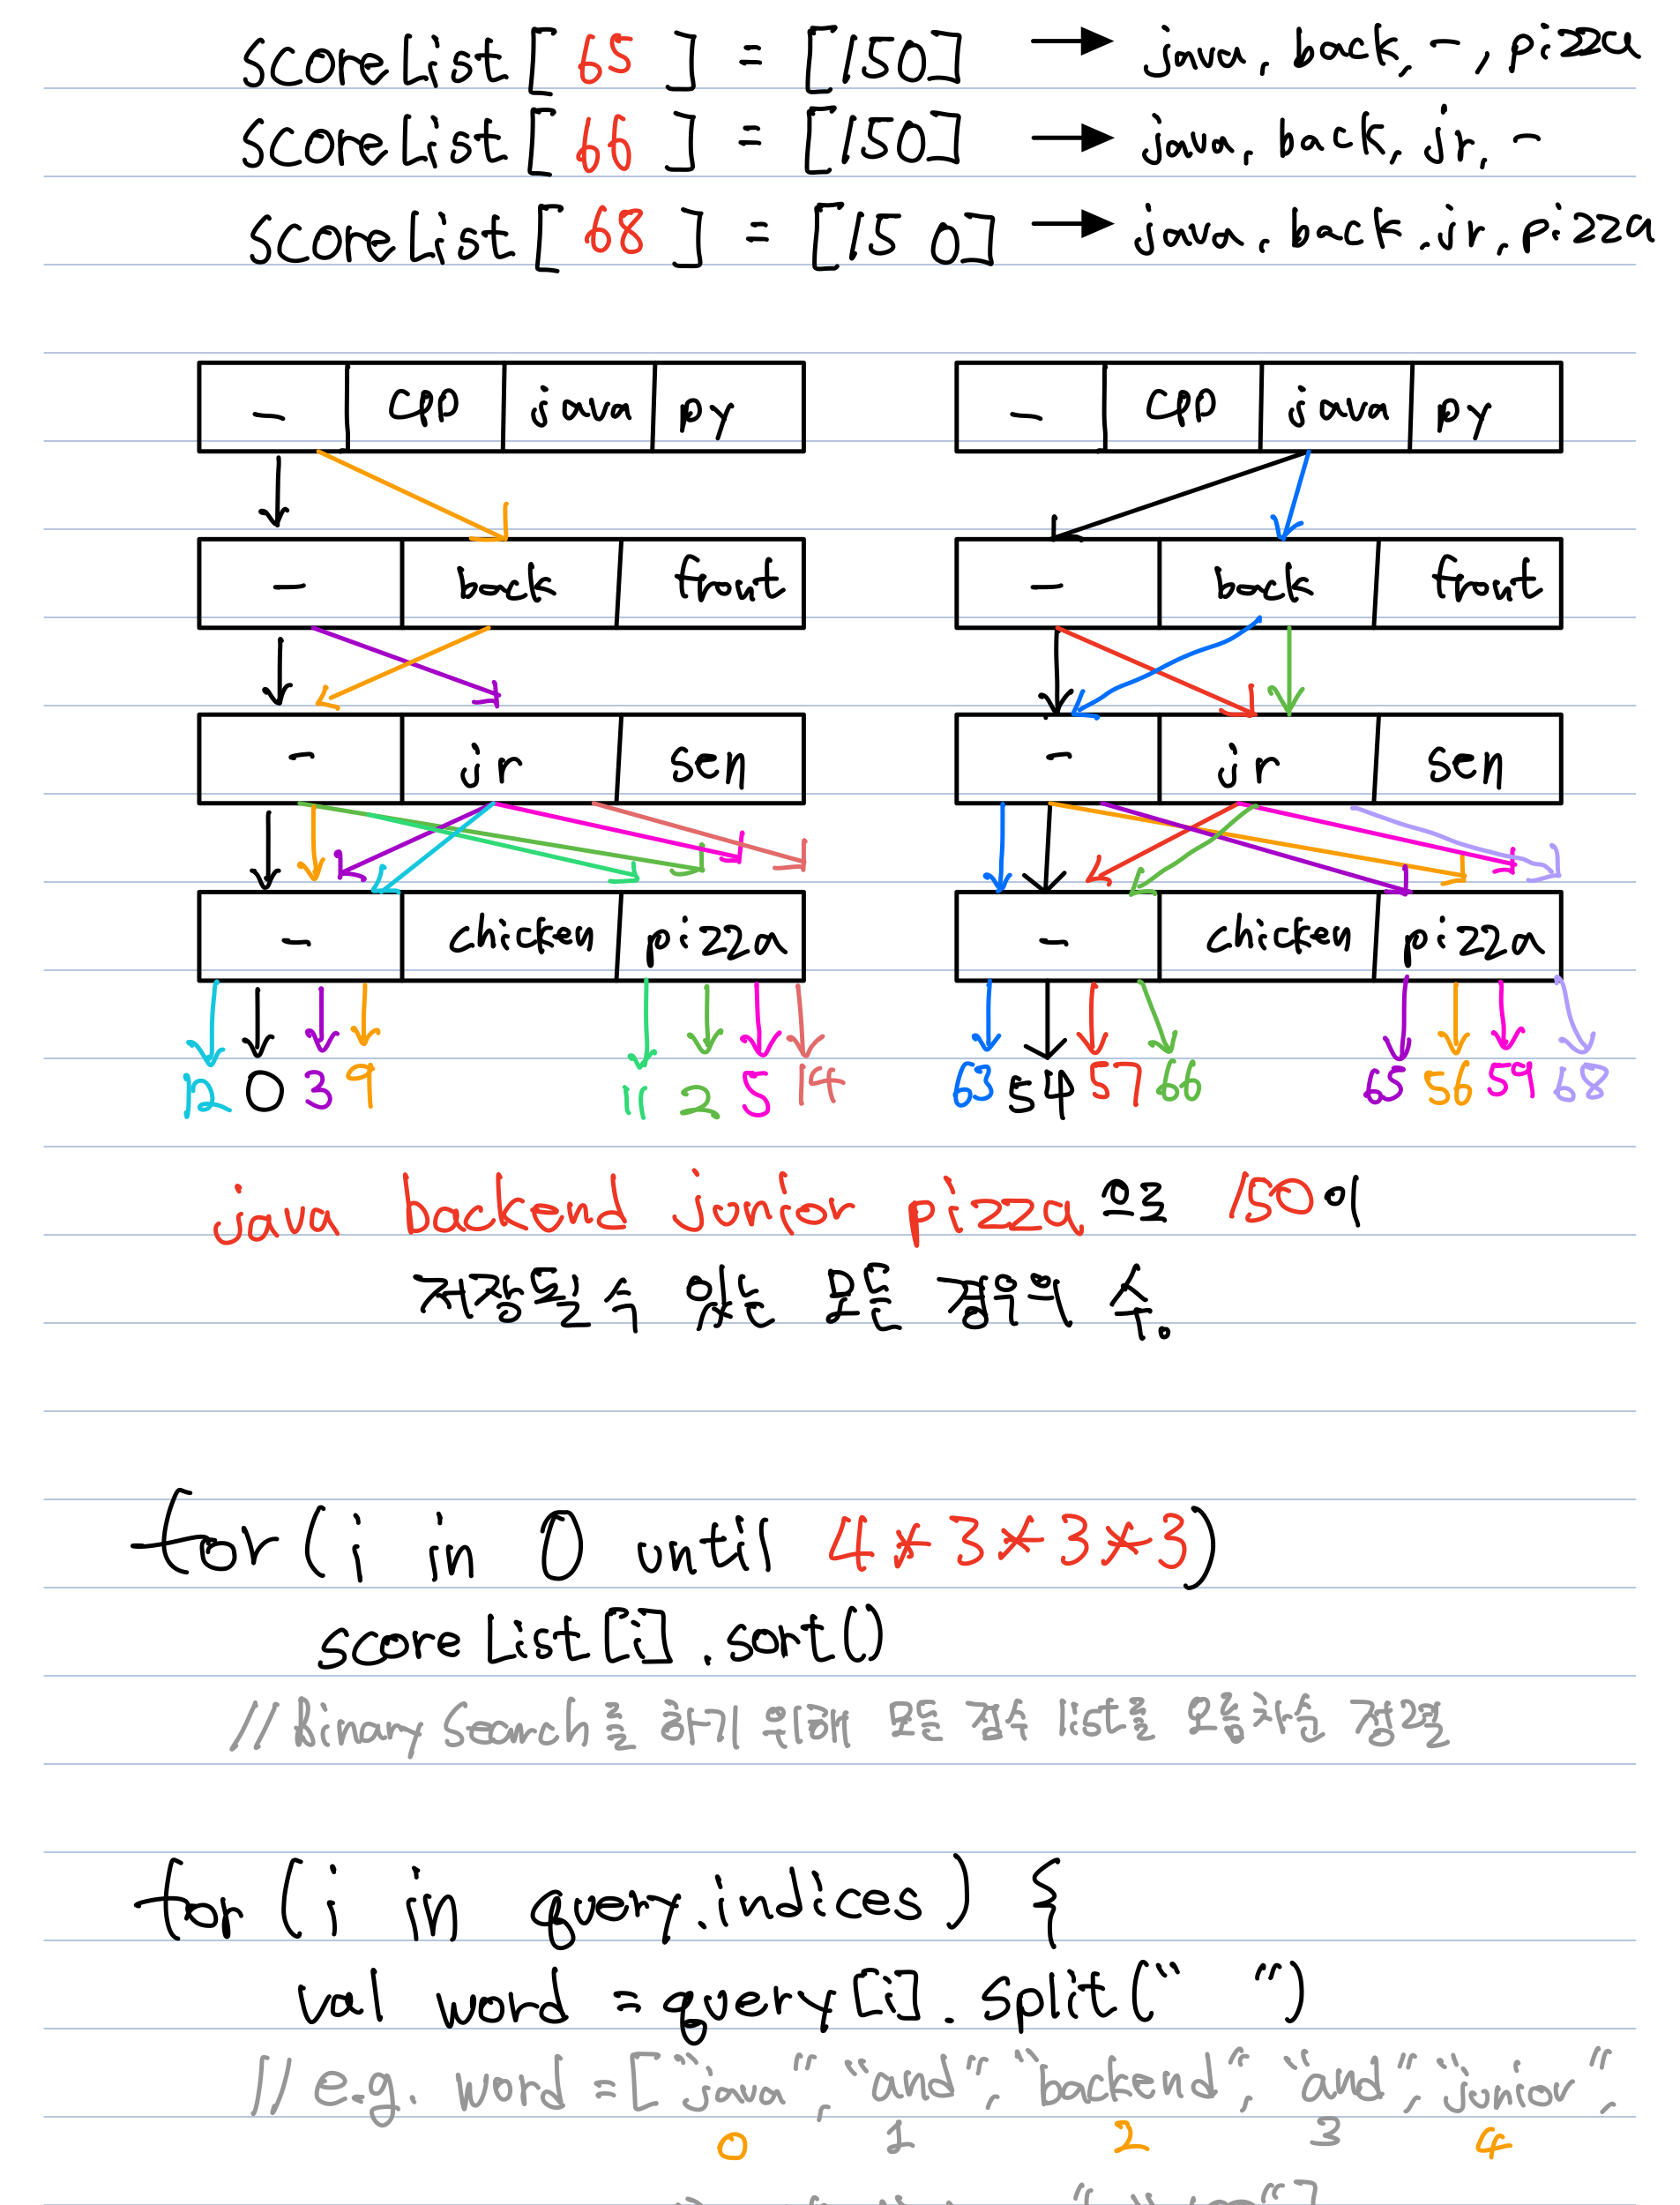 scoreList[ 65 ] = [150] → java, back, -, pizza
scoreList[ 66 ] = [150] → java, back, jr, -
scoreList[ 68 ] = [150] → java, back, jr, pizza
- cpp java py - cpp java py
- back front - back front
- jr sen - jr sen
- chicken pizza - chicken pizza
12 0 3 9 11 2 5 14 63 54 57 66 65 56 59 68
java backend junior pizza으로 150이
저장될 수 있는 모든 경우의 수.
for(i in 0 until 4*3*3*3)
scoreList[i].sort()
//Binary Search를 하기 위해 모든 점수 list를 오름차순 정렬
for (i in query.indices) {
val word = query[i].split(" ")
// e.g. word = ["java", "and", "backend", "and", "junior",
0 1 2 3 4